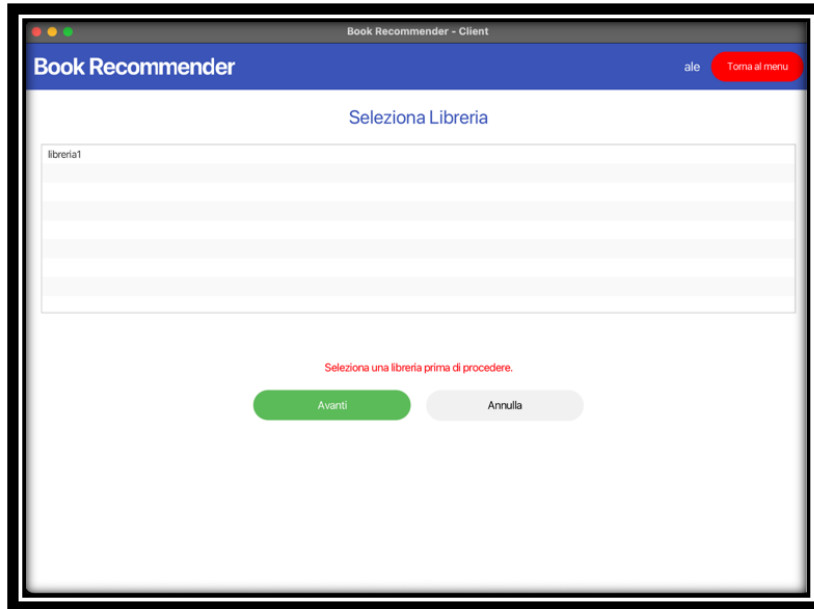 Book Recommender - Client
Book Recommender
ale
Torna al menu
Seleziona Libreria
libreria1
Seleziona una libreria prima di procedere.
Avanti
Annulla